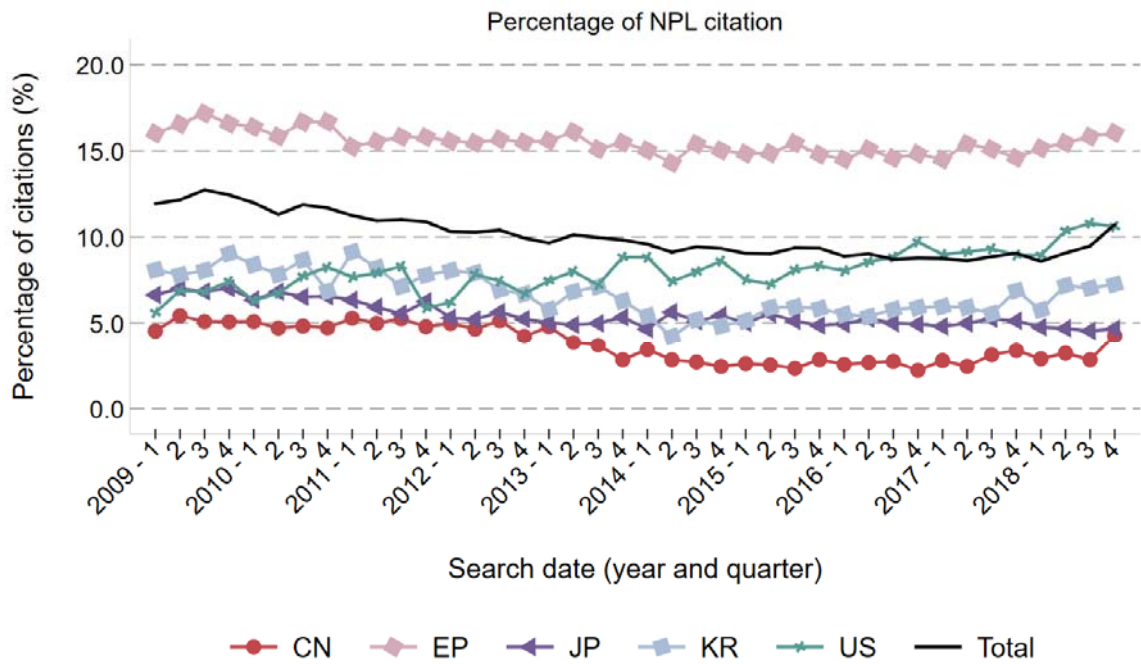 Percentage of NPL citation
Percentage of citations (%)
20.0
15.0
10.0
5.0
0.0
2009 - 1 2 3 4 2010 - 1 2 3 4 2011 - 1 2 3 4 2012 - 1 2 3 4 2013 - 1 2 3 4 2014 - 1 2 3 4 2015 - 1 2 3 4 2016 - 1 2 3 4 2017 - 1 2 3 4 2018 - 1 2 3 4
Search date (year and quarter)
CN EP JP KR US Total